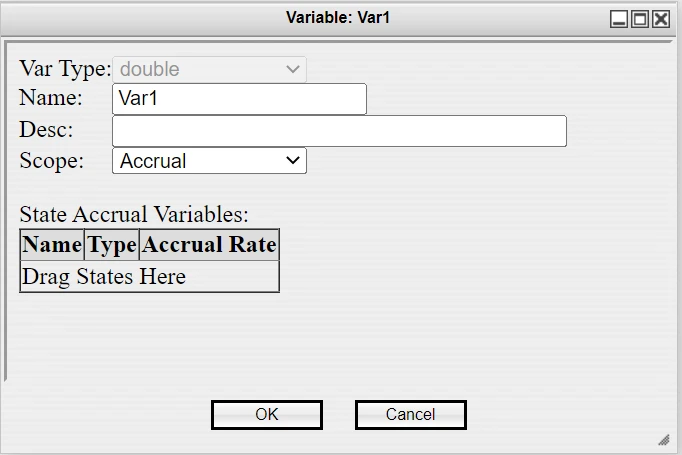 Variable: Var1
Var Type: double
Name: Var1
Desc:
Scope: Accrual
State Accrual Variables:
Name Type Accrual Rate
Drag States Here
OK Cancel